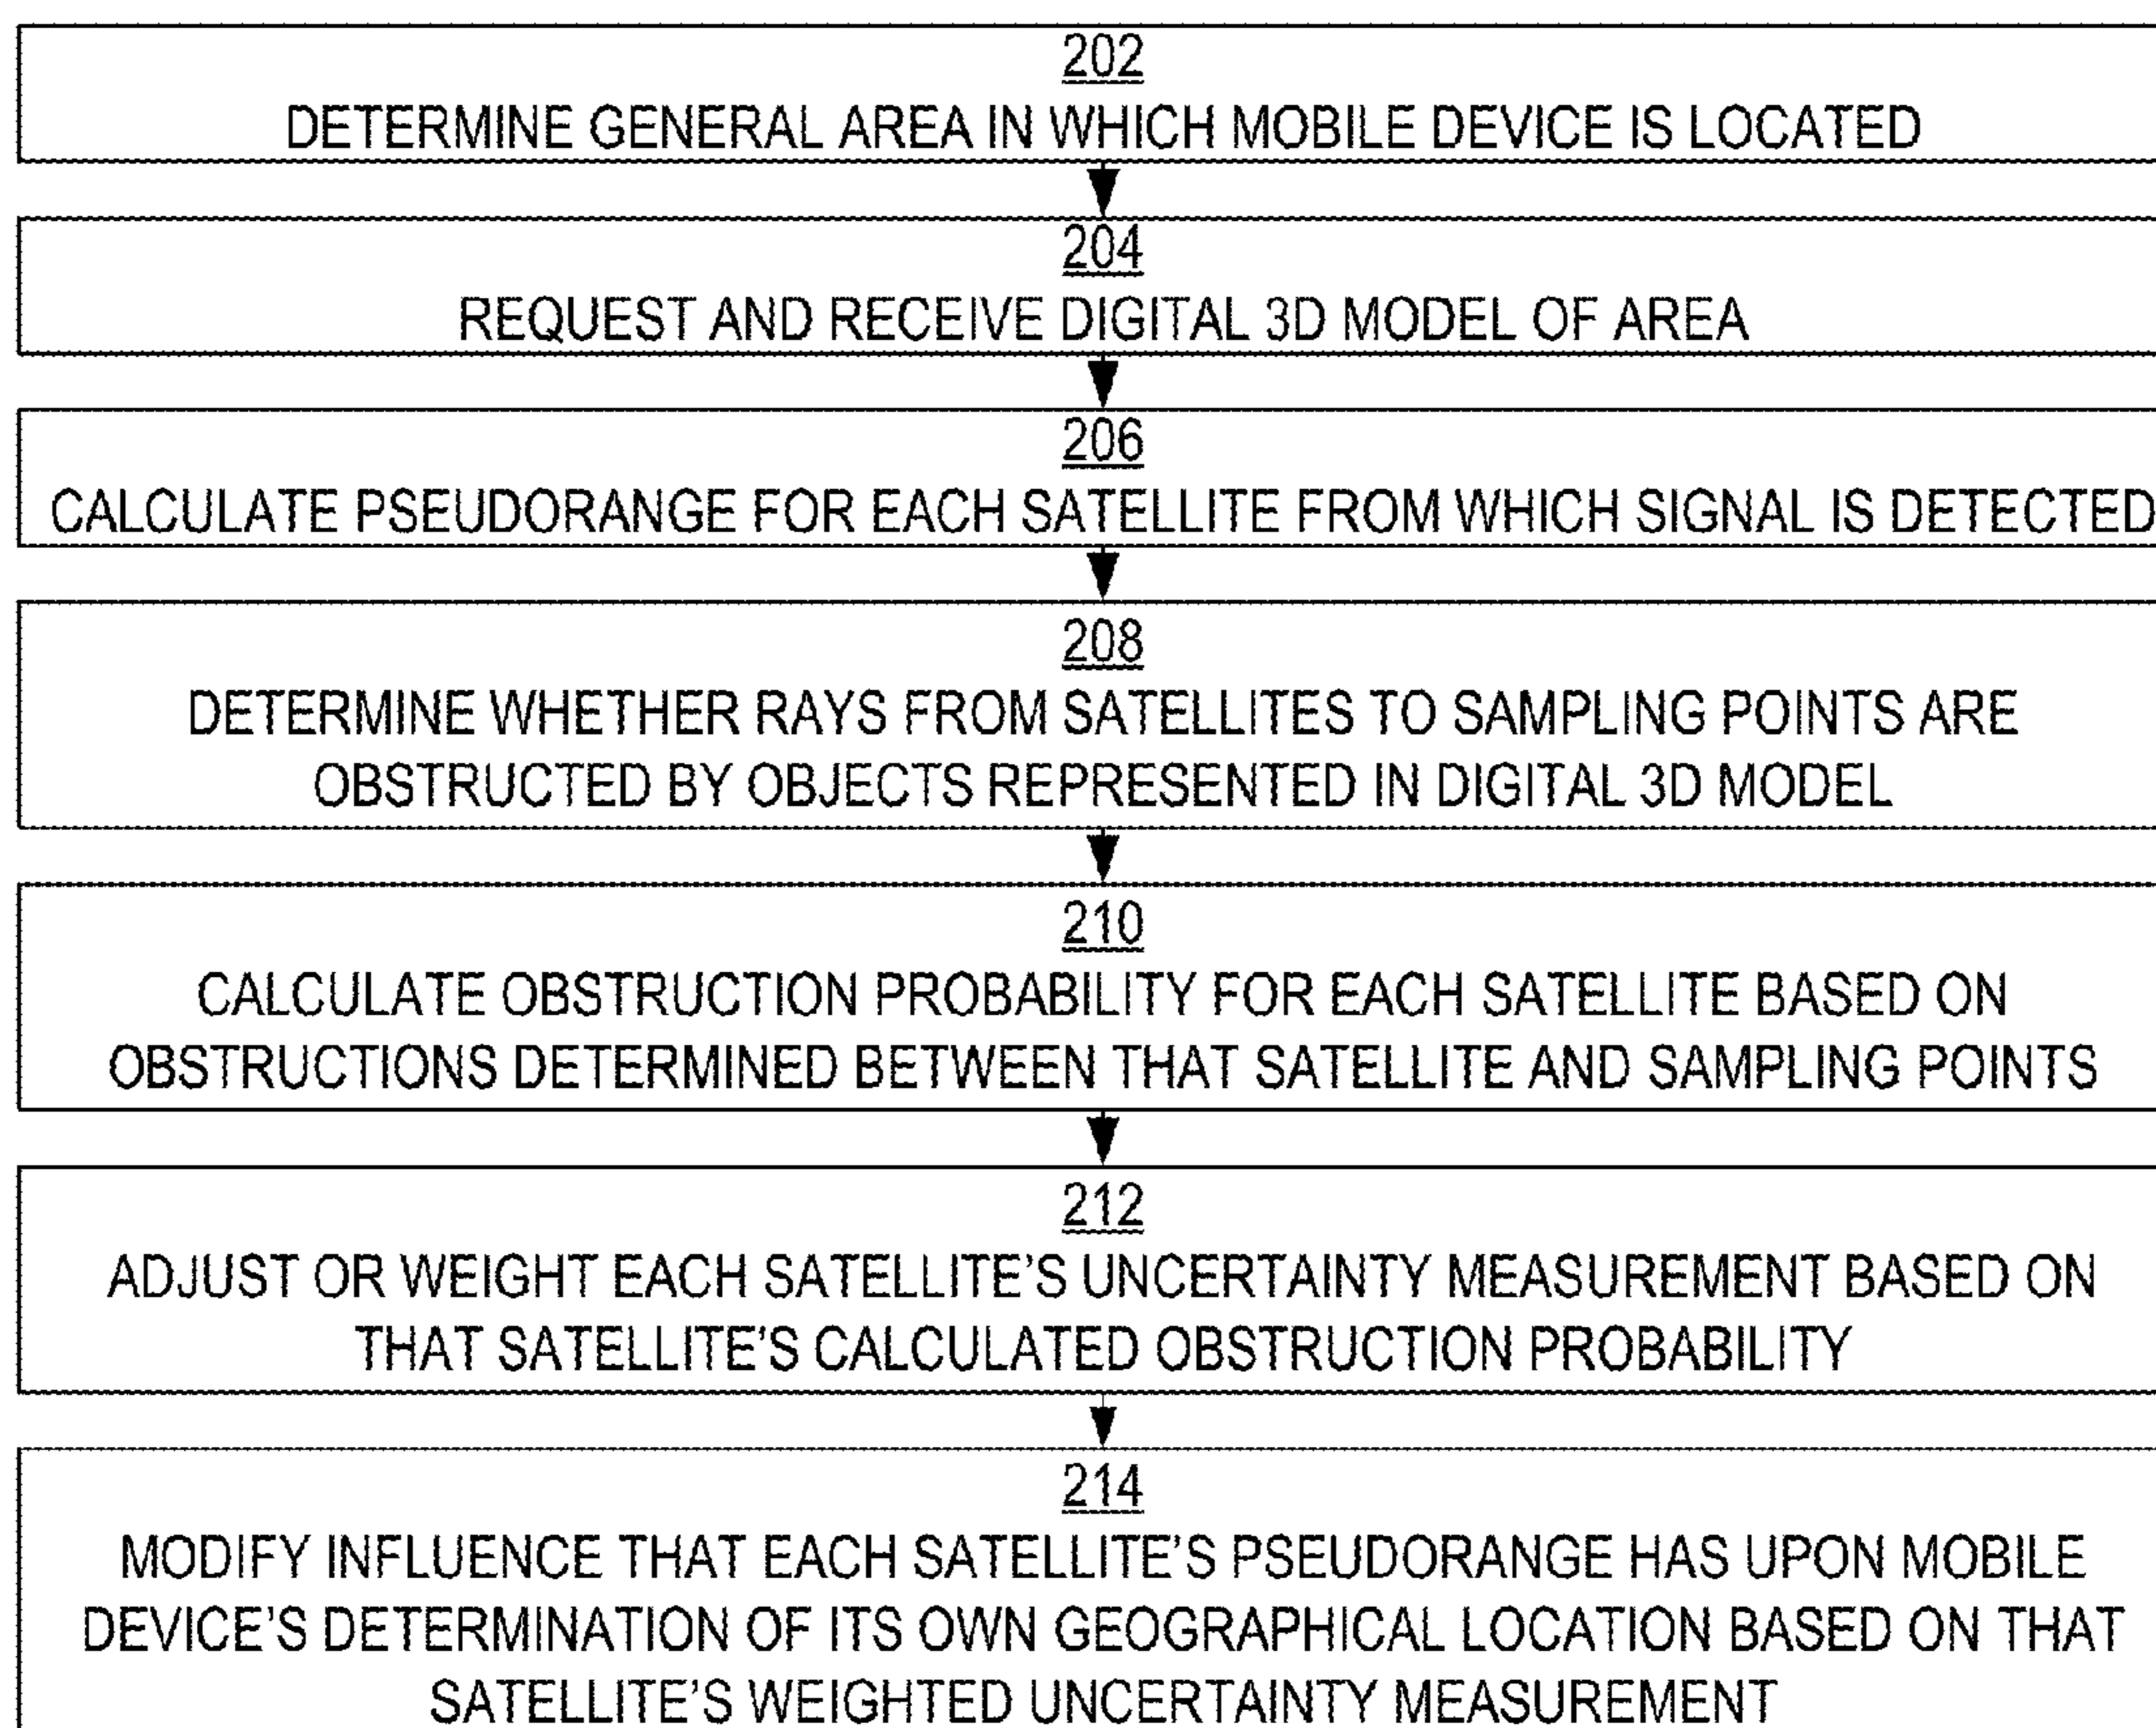 202
DETERMINE GENERAL AREA IN WHICH MOBILE DEVICE IS LOCATED
204
REQUEST AND RECEIVE DIGITAL 3D MODEL OF AREA
206
CALCULATE PSEUDORANGE FOR EACH SATELLITE FROM WHICH SIGNAL IS DETECTED
208
DETERMINE WHETHER RAYS FROM SATELLITES TO SAMPLING POINTS ARE
OBSTRUCTED BY OBJECTS REPRESENTED IN DIGITAL 3D MODEL
210
CALCULATE OBSTRUCTION PROBABILITY FOR EACH SATELLITE BASED ON
OBSTRUCTIONS DETERMINED BETWEEN THAT SATELLITE AND SAMPLING POINTS
212
ADJUST OR WEIGHT EACH SATELLITE'S UNCERTAINTY MEASUREMENT BASED ON
THAT SATELLITE'S CALCULATED OBSTRUCTION PROBABILITY
214
MODIFY INFLUENCE THAT EACH SATELLITE'S PSEUDORANGE HAS UPON MOBILE
DEVICE'S DETERMINATION OF ITS OWN GEOGRAPHICAL LOCATION BASED ON THAT
SATELLITE'S WEIGHTED UNCERTAINTY MEASUREMENT